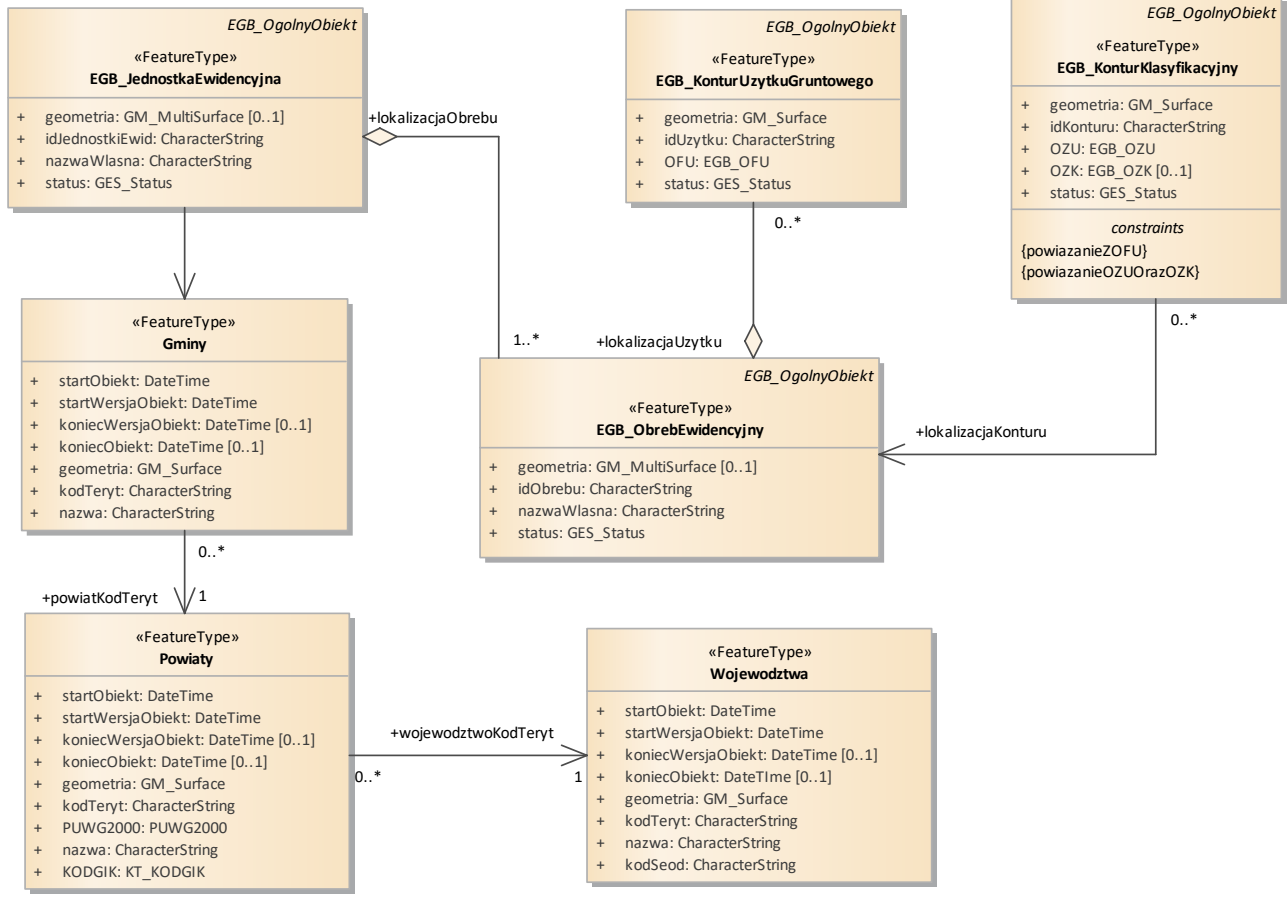 EGB_OgolnyObiekt
«FeatureType»
EGB_JednostkaEwidencyjna
+ geometria: GM_MultiSurface [0..1]
+ idJednostkiEwid: CharacterString
+ nazwaWlasna: CharacterString
+ status: GES_Status
+lokalizacjaObrebu
1..*
EGB_OgolnyObiekt
«FeatureType»
EGB_KonturUzytkuGruntowego
+ geometria: GM_Surface
+ idUzytku: CharacterString
+ OFU: EGB_OFU
+ status: GES_Status
0..*
+lokalizacjaUzytku
EGB_OgolnyObiekt
«FeatureType»
EGB_KonturKlasyfikacyjny
+ geometria: GM_Surface
+ idKonturu: CharacterString
+ OZU: EGB_OZU
+ OZK: EGB_OZK [0..1]
+ status: GES_Status
constraints
{powiazanieZOFU}
{powiazanieOZUOrazOZK}
0..*
+lokalizacjaKonturu
«FeatureType»
Gminy
+ startObiekt: DateTime
+ startWersjaObiekt: DateTime
+ koniecWersjaObiekt: DateTime [0..1]
+ koniecObiekt: DateTime [0..1]
+ geometria: GM_Surface
+ kodTeryt: CharacterString
+ nazwa: CharacterString
0..*
+powiatKodTeryt
1
EGB_OgolnyObiekt
«FeatureType»
EGB_ObrebEwidencyjny
+ geometria: GM_MultiSurface [0..1]
+ idObrebu: CharacterString
+ nazwaWlasna: CharacterString
+ status: GES_Status
«FeatureType»
Powiaty
+ startObiekt: DateTime
+ startWersjaObiekt: DateTime
+ koniecWersjaObiekt: DateTime [0..1]
+ koniecObiekt: DateTime [0..1]
+ geometria: GM_Surface
+ kodTeryt: CharacterString
+ PUWG2000: PUWG2000
+ nazwa: CharacterString
+ KODGIK: KT_KODGIK
+wojewodztwoKodTeryt
0..*
1
«FeatureType»
Wojewodztwa
+ startObiekt: DateTime
+ startWersjaObiekt: DateTime
+ koniecWersjaObiekt: DateTime [0..1]
+ koniecObiekt: DateTIme [0..1]
+ geometria: GM_Surface
+ kodTeryt: CharacterString
+ nazwa: CharacterString
+ kodSeod: CharacterString